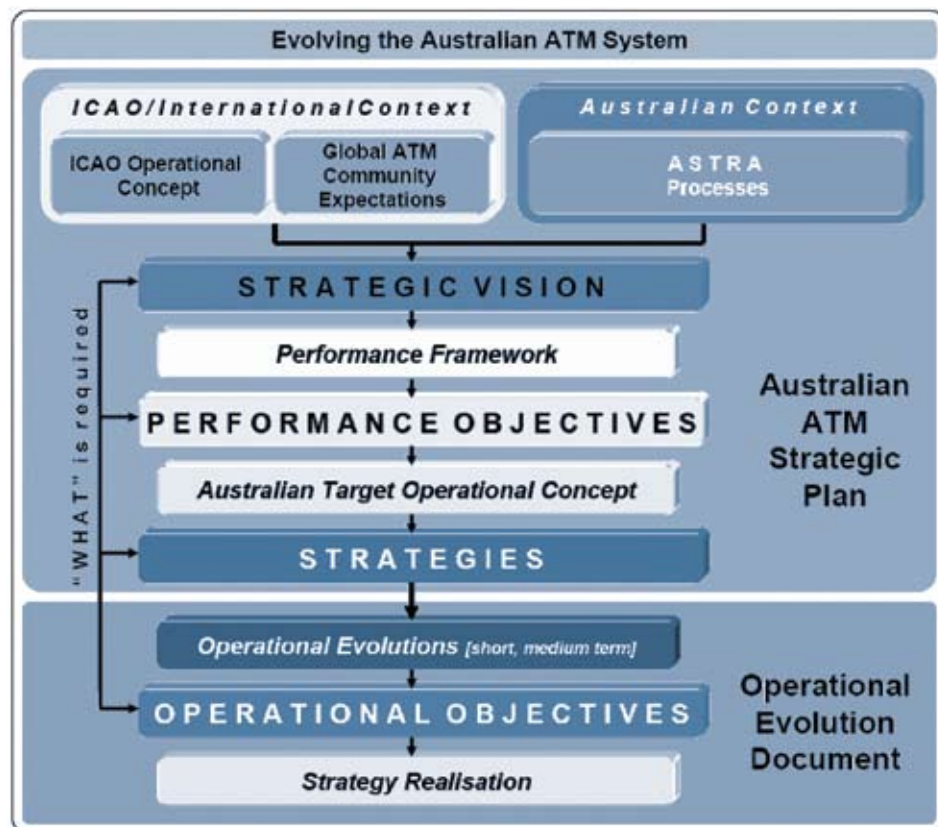 Evolving the Australian ATM System
ICAO/InternationalContext
Australian Context
ICAO Operational
Concept
Global ATM
Community
Expectations
ASTRA
Processes
STRATEGIC VISION
Performance Framework
PERFORMANCE OBJECTIVES
Australian Target Operational Concept
STRATEGIES
"WHAT" is required
Australian
ATM
Strategic
Plan
Operational Evolutions [short, medium term]
OPERATIONAL OBJECTIVES
Strategy Realisation
Operational
Evolution
Document